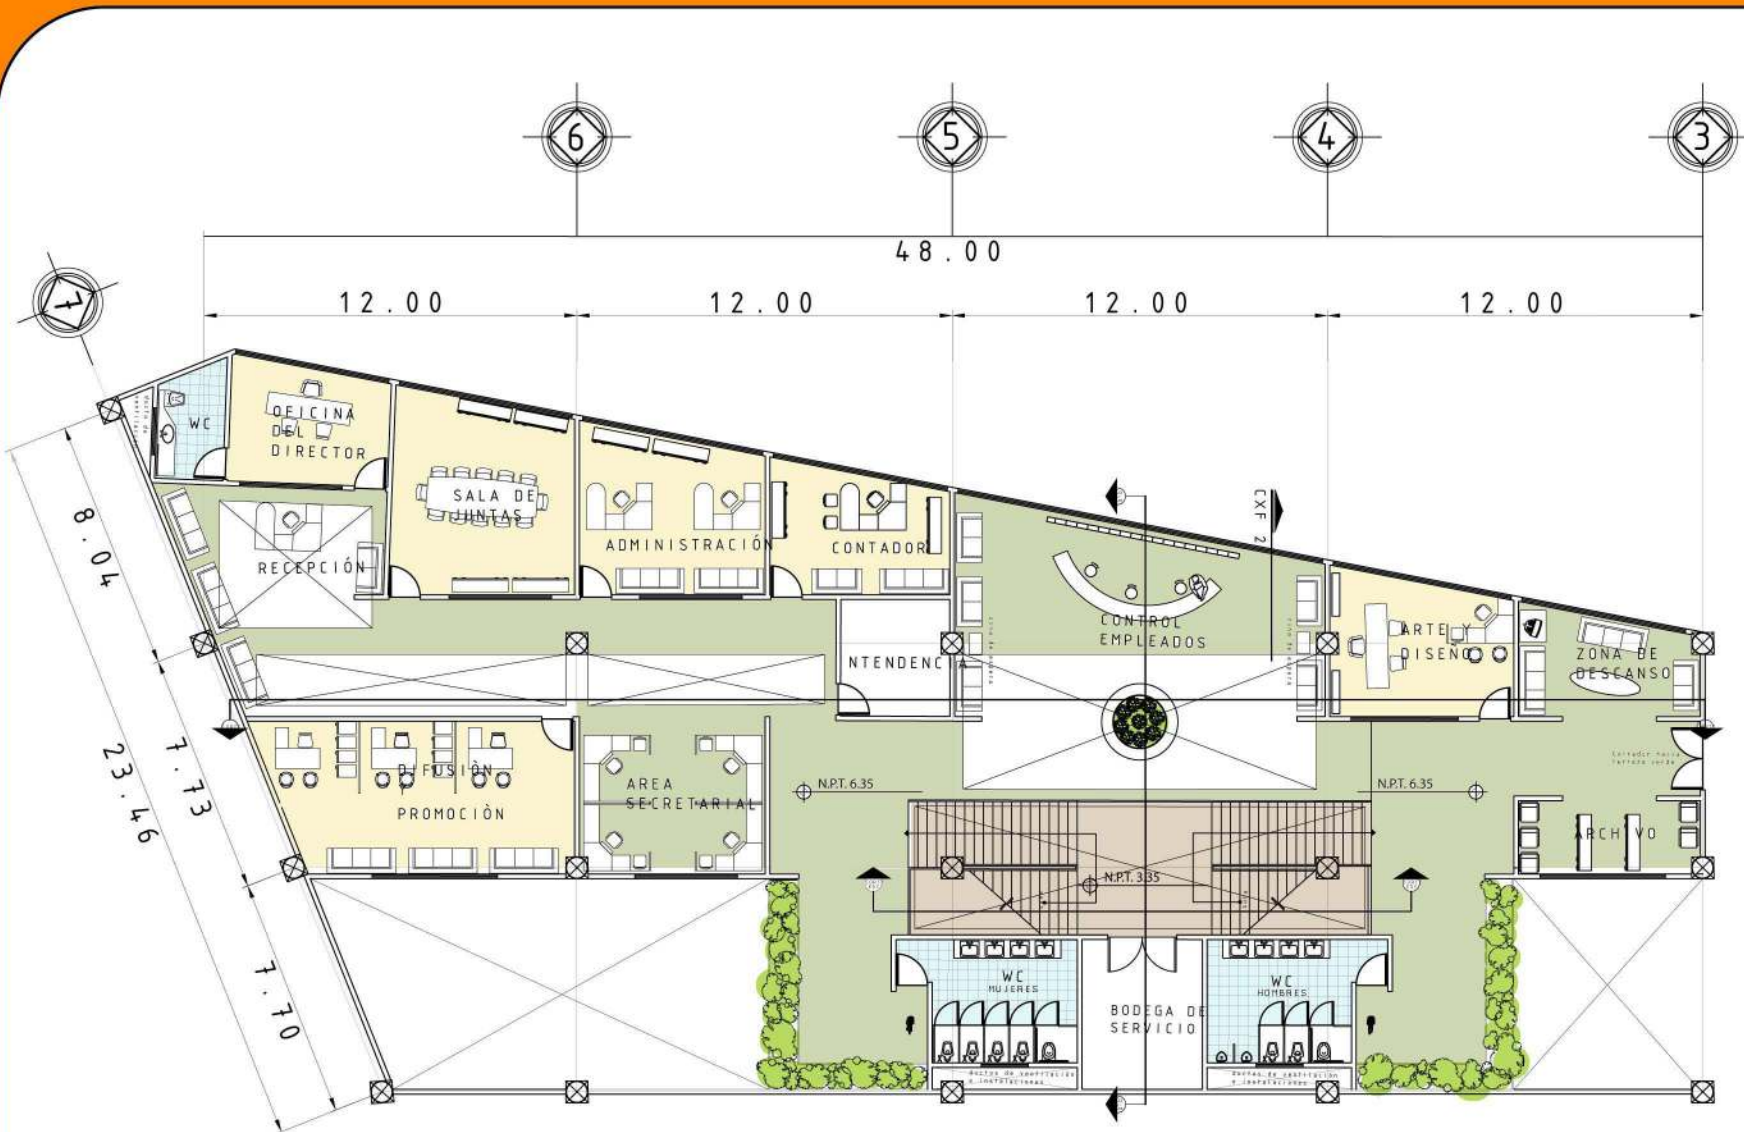 6
5
4
3
7
48.00
12.00
12.00
12.00
12.00
8.04
7.73
7.70
23.46
WC
OFICINA
DEL
DIRECTOR
SALA DE
JUNTAS
RECEPCIÓN
ADMINISTRACIÓN
CONTADOR
CXF 2
CONTROL
EMPLEADOS
NTENDENCIA
ARTE Y
DISEÑO
ZONA DE
DESCANSO
DIFUSIÒN
PROMOCIÒN
AREA
SECRETARIAL
N.P.T. 6.35
N.P.T. 6.35
ARCHIVO
N.P.T. 3.35
WC
MUJERES
WC
HOMBRES
BODEGA DE
SERVICIO